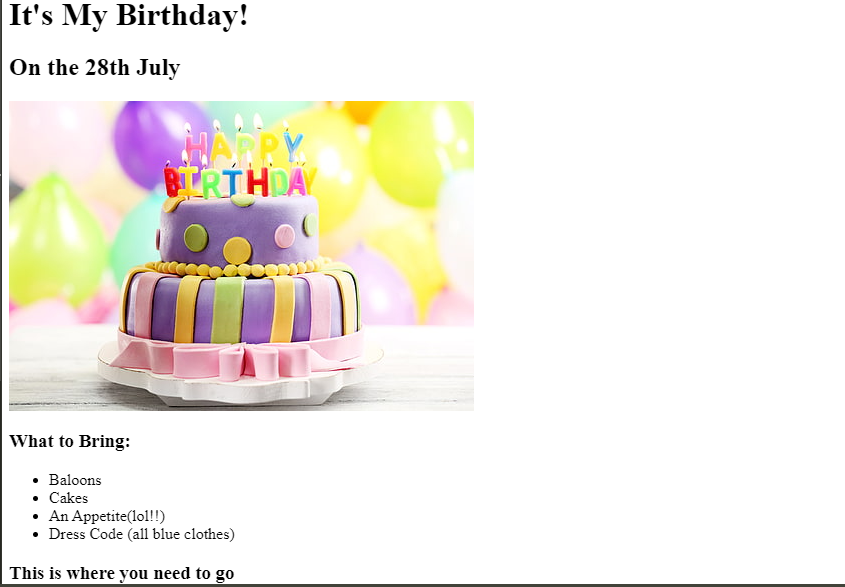 It's My Birthday!
On the 28th July
HAPPY
BIRTHDAY
What to Bring:
Baloons
Cakes
An Appetite(lol!!)
Dress Code (all blue clothes)
This is where you need to go